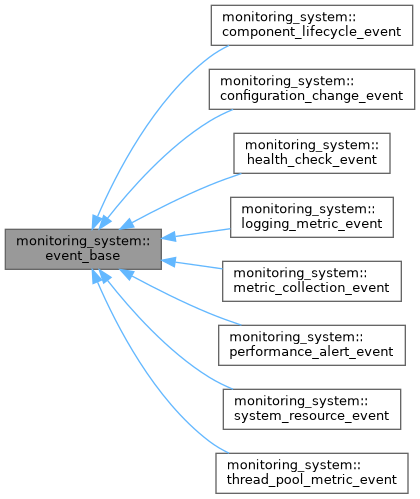 monitoring_system::
component_lifecycle_event
monitoring_system::
configuration_change_event
monitoring_system::
health_check_event
monitoring_system::
logging_metric_event
monitoring_system::
event_base
monitoring_system::
metric_collection_event
monitoring_system::
performance_alert_event
monitoring_system::
system_resource_event
monitoring_system::
thread_pool_metric_event